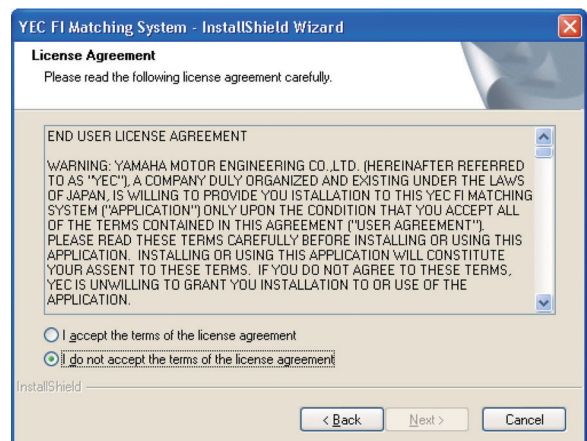 YEC FI Matching System - InstallShield Wizard
License Agreement
Please read the following license agreement carefully.
END USER LICENSE AGREEMENT
WARNING: YAMAHA MOTOR ENGINEERING CO.,LTD. (HEREINAFTER REFERRED
TO AS "YEC"), A COMPANY DULY ORGANIZED AND EXISTING UNDER THE LAWS
OF JAPAN, IS WILLING TO PROVIDE YOU ISTALLATION TO THIS YEC FI MATCHING
SYSTEM ("APPLICATION") ONLY UPON THE CONDITION THAT YOU ACCEPT ALL
OF THE TERMS CONTAINED IN THIS AGREEMENT ("USER AGREEMENT").
PLEASE READ THESE TERMS CAREFULLY BEFORE INSTALLING OR USING THIS
APPLICATION.  INSTALLING OR USING THIS APPLICATION WILL CONSTITUTE
YOUR ASSENT TO THESE TERMS.  IF YOU DO NOT AGREE TO THESE TERMS,
YEC IS UNWILLING TO GRANT YOU INSTALLATION TO OR USE OF THE
APPLICATION.
I accept the terms of the license agreement
I do not accept the terms of the license agreement
InstallShield
< Back
Next >
Cancel